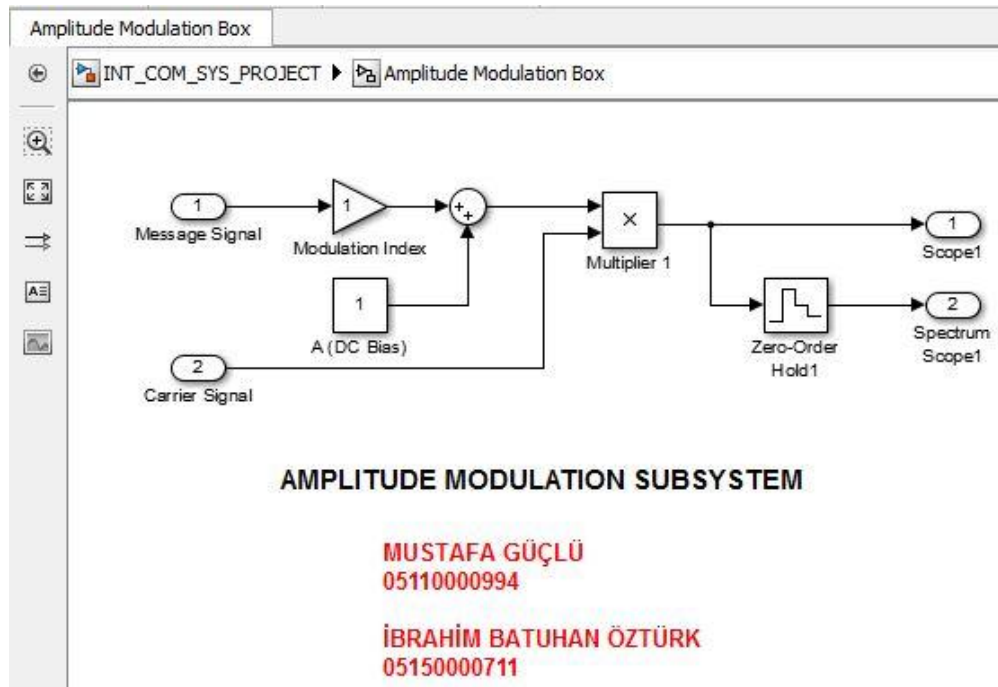 Amplitude Modulation Box
INT_COM_SYS_PROJECT Amplitude Modulation Box
1
Message Signal
1
Modulation Index
+
+
×
Multiplier 1
1
Scope1
1
A (DC Bias)
2
Carrier Signal
Zero-Order
Hold1
2
Spectrum
Scope1
AMPLITUDE MODULATION SUBSYSTEM
MUSTAFA GÜÇLÜ
05110000994
İBRAHİM BATUHAN ÖZTÜRK
05150000711